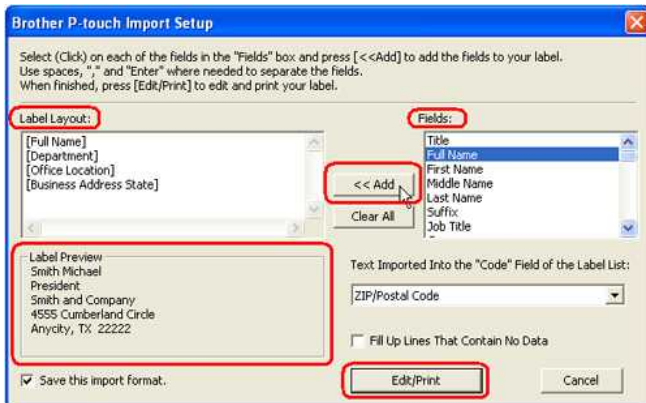 Brother P-touch Import Setup
Select (Click) on each of the fields in the "Fields" box and press [<<Add] to add the fields to your label.
Use spaces, "," and "Enter" where needed to separate the fields.
When finished, press [Edit/Print] to edit and print your label.
Label Layout:
[Full Name]
[Department]
[Office Location]
[Business Address State]
<< Add
Clear All
Fields:
Title
Full Name
First Name
Middle Name
Last Name
Suffix
Job Title
Label Preview
Smith Michael
President
Smith and Company
4555 Cumberland Circle
Anycity, TX 22222
Text Imported Into the "Code" Field of the Label List:
ZIP/Postal Code
Fill Up Lines That Contain No Data
Save this import format.
Edit/Print
Cancel